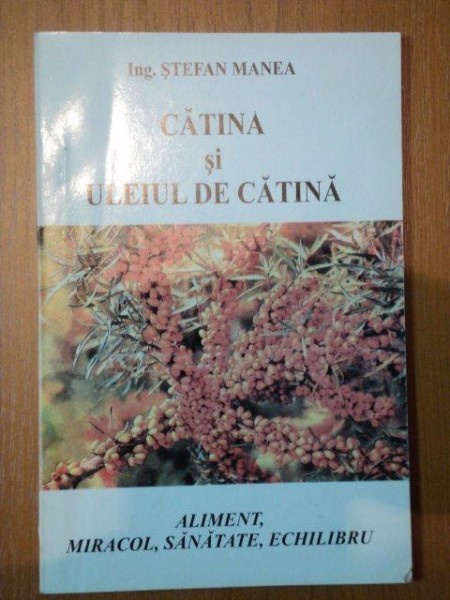 Ing. ŞTEFAN MANEA
CĂTINA
şi
ULEIUL DE CĂTINĂ
ALIMENT,
MIRACOL, SĂNĂTATE, ECHILIBRU